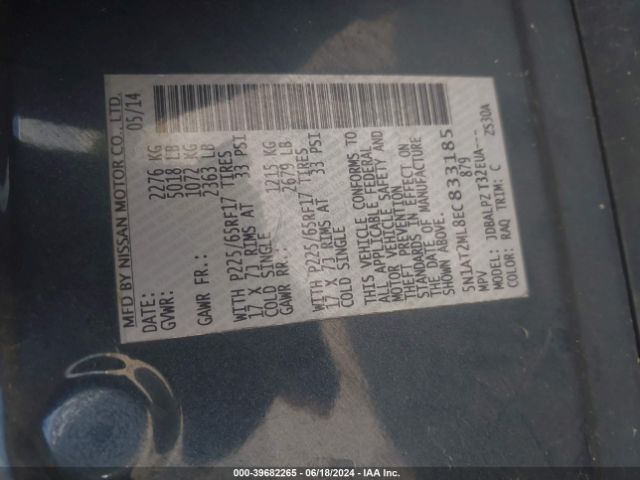 MFD BY NISSAN MOTOR CO., LTD.
DATE: 05/14
GVWR: 2276 KG
5018 LB
GAWR FR.: 1072 KG
2363 LB
WITH P225/65RF17 TIRES
17 X 7J RIMS AT 33 PSI
COLD SINGLE
GAWR RR.: 1215 KG
2679 LB
WITH P225/65RF17 TIRES
17 X 7J RIMS AT 33 PSI
COLD SINGLE
THIS VEHICLE CONFORMS TO
ALL APPLICABLE FEDERAL
MOTOR VEHICLE SAFETY AND
THEFT PREVENTION
STANDARDS IN EFFECT ON
THE DATE OF MANUFACTURE
SHOWN ABOVE.
5N1AT2ML8EC833185
MPV 879
MODEL: JDBALPZ T32EUA---
COLOR: RAQ TRIM: C ZS30A
000-39682265 - 06/18/2024 - IAA Inc.